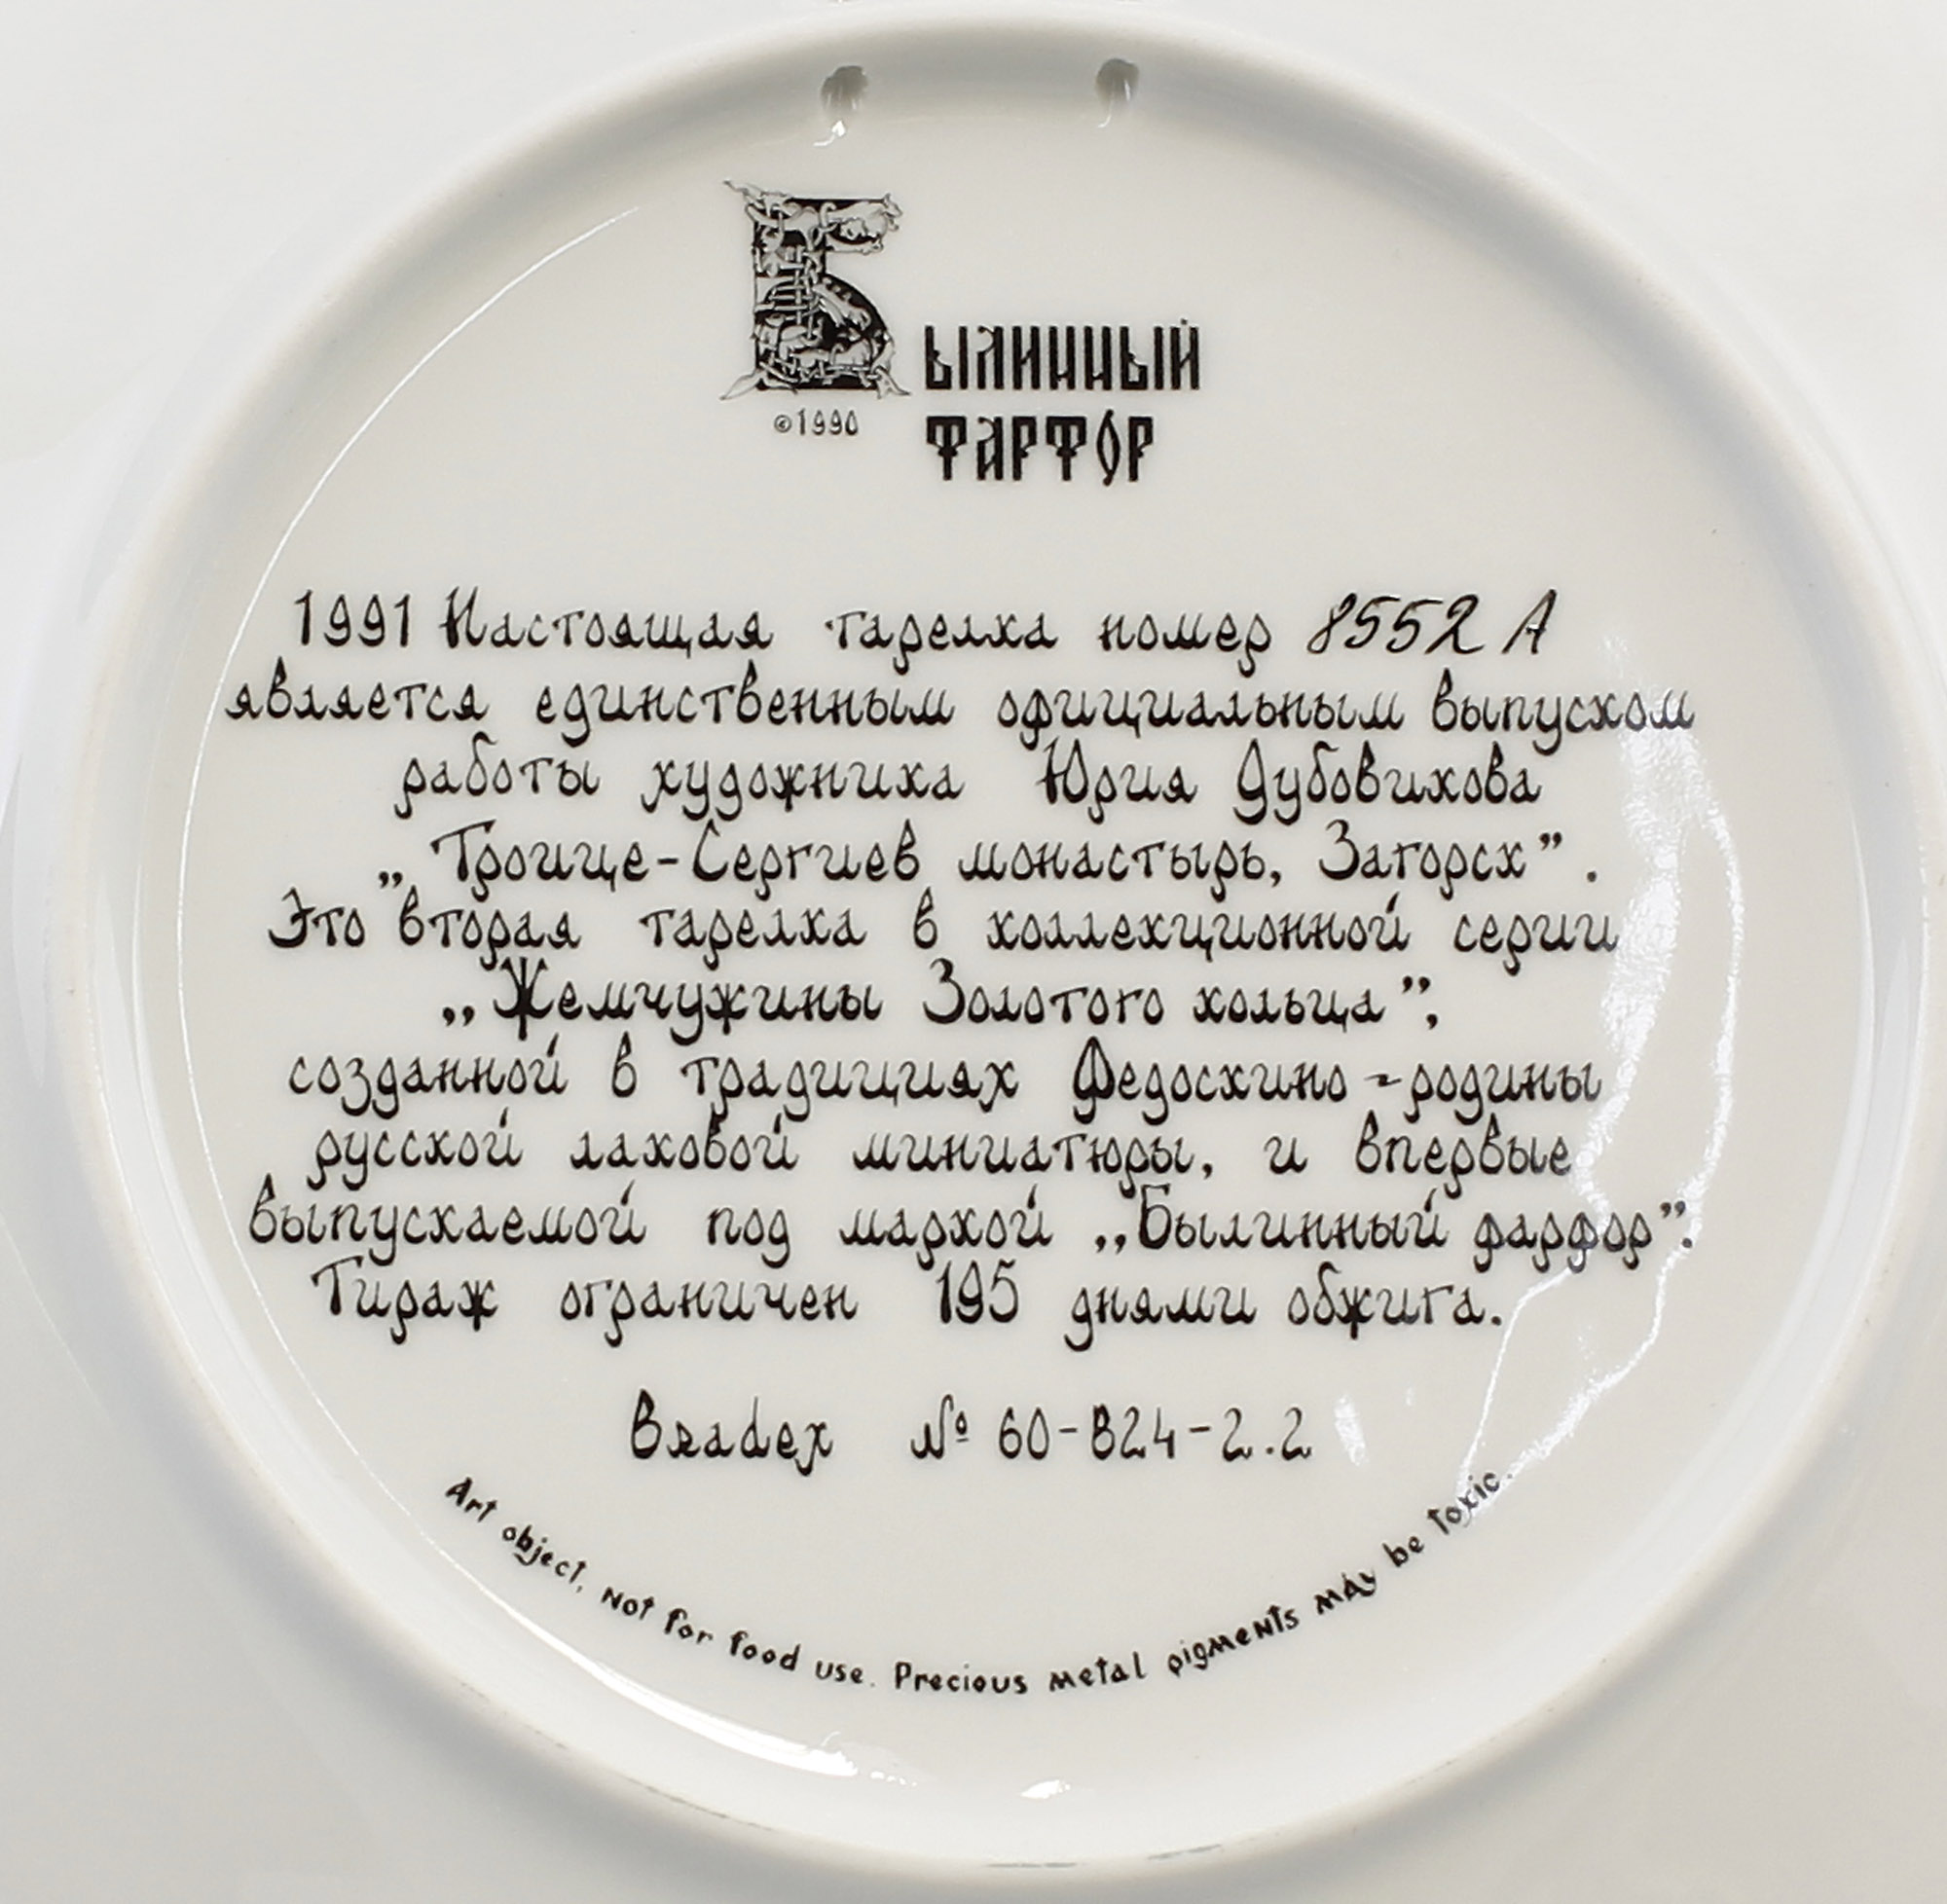 Былинный
фарфор
©1990
1991 Настоящая тарелка номер 8552 A
является единственным официальным выпуском
работы художника Юрия Дубовикова
„Троице-Сергиев монастырь, Загорск”.
Это вторая тарелка в коллекционной серии
„Жемчужины Золотого кольца”,
созданной в традициях Федоскино - родины
русской лаковой миниатюры, и впервые
выпускаемой под маркой „Былинный фарфор”.
Тираж ограничен 195 днями обжига.
Bradex № 60-B24-2.2
Art object, not for food use. Precious metal pigments may be toxic.